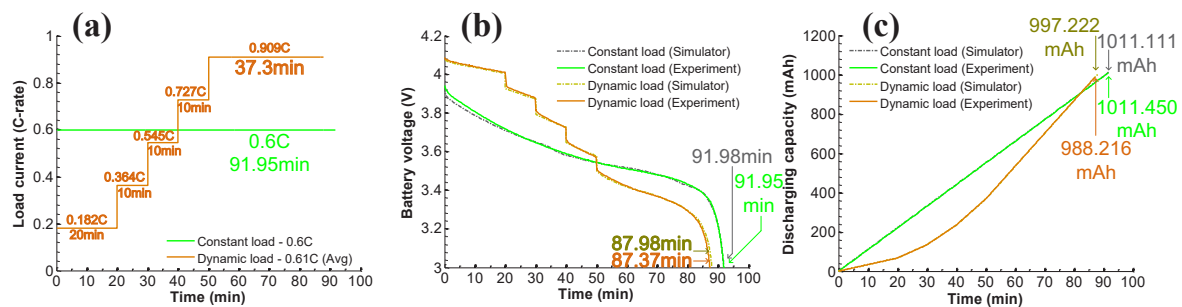 (a)
Load current (C-rate)
1
0.8
0.6
0.4
0.2
0
0.909C
37.3min
0.727C
10min
0.545C
10min
0.6C
91.95min
0.364C
10min
0.182C
20min
Constant load - 0.6C
Dynamic load - 0.61C (Avg)
0 10 20 30 40 50 60 70 80 90 100
Time (min)
(b)
Battery voltage (V)
4.2
4
3.8
3.6
3.4
3.2
3
Constant load (Simulator)
Constant load (Experiment)
Dynamic load (Simulator)
Dynamic load (Experiment)
91.98min
91.95
min
87.98min
87.37min
0 10 20 30 40 50 60 70 80 90 100
Time (min)
(c)
Discharging capacity (mAh)
1200
1000
800
600
400
200
0
Constant load (Simulator)
Constant load (Experiment)
Dynamic load (Simulator)
Dynamic load (Experiment)
997.222
mAh
1011.111
mAh
1011.450
mAh
988.216
mAh
0 10 20 30 40 50 60 70 80 90 100
Time (min)